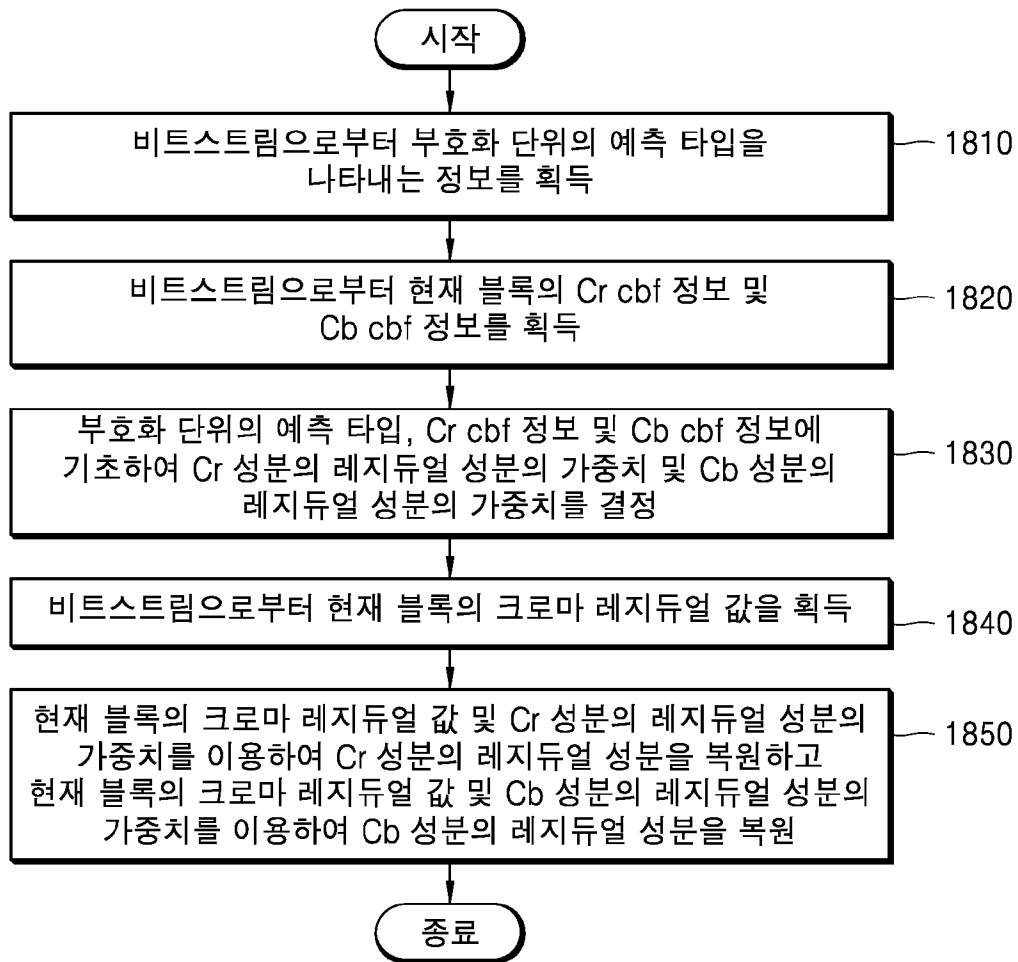 시작
비트스트림으로부터 부호화 단위의 예측 타입을
나타내는 정보를 획득
1810
비트스트림으로부터 현재 블록의 Cr cbf 정보 및
Cb cbf 정보를 획득
1820
부호화 단위의 예측 타입, Cr cbf 정보 및 Cb cbf 정보에
기초하여 Cr 성분의 레지듀얼 성분의 가중치 및 Cb 성분의
레지듀얼 성분의 가중치를 결정
1830
비트스트림으로부터 현재 블록의 크로마 레지듀얼 값을 획득
1840
현재 블록의 크로마 레지듀얼 값 및 Cr 성분의 레지듀얼 성분의
가중치를 이용하여 Cr 성분의 레지듀얼 성분을 복원하고
현재 블록의 크로마 레지듀얼 값 및 Cb 성분의 레지듀얼 성분의
가중치를 이용하여 Cb 성분의 레지듀얼 성분을 복원
1850
종료